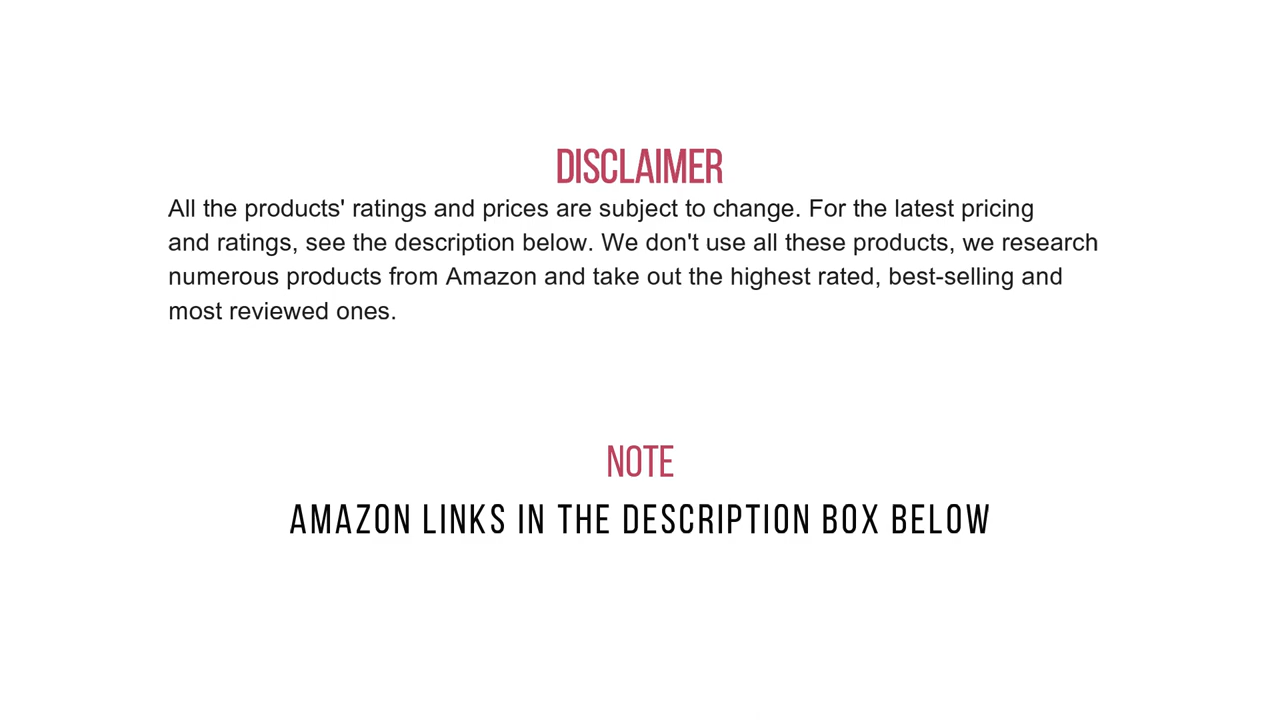 DISCLAIMER
All the products' ratings and prices are subject to change. For the latest pricing
and ratings, see the description below. We don't use all these products, we research
numerous products from Amazon and take out the highest rated, best-selling and
most reviewed ones.
NOTE
AMAZON LINKS IN THE DESCRIPTION BOX BELOW